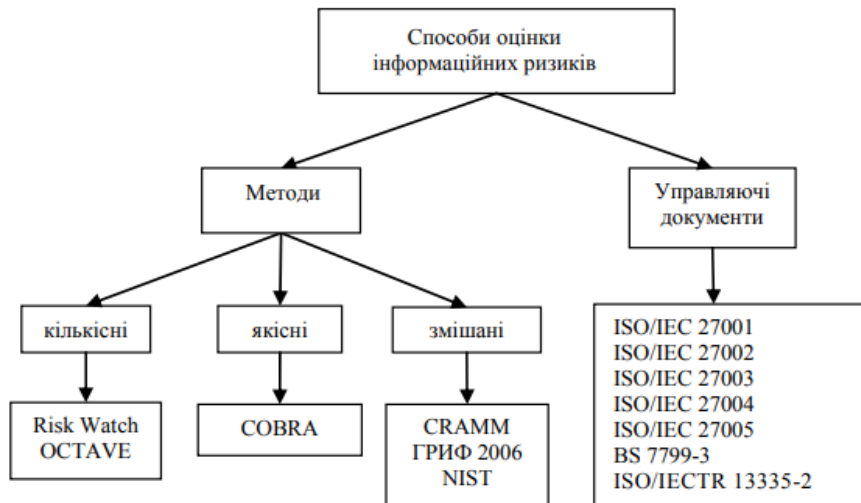 Способи оцінки
інформаційних ризиків
Методи
Управляючі
документи
кількісні
якісні
змішані
Risk Watch
OCTAVE
COBRA
CRAMM
ГРИФ 2006
NIST
ISO/IEC 27001
ISO/IEC 27002
ISO/IEC 27003
ISO/IEC 27004
ISO/IEC 27005
BS 7799-3
ISO/IECTR 13335-2